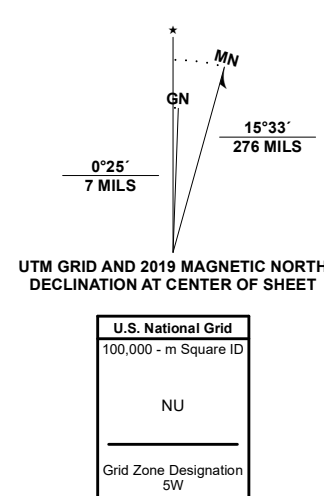 ★
MN
GN
15°33´
276 MILS
0°25´
7 MILS
UTM GRID AND 2019 MAGNETIC NORTH
DECLINATION AT CENTER OF SHEET
U.S. National Grid
100,000 - m Square ID
NU
Grid Zone Designation
5W